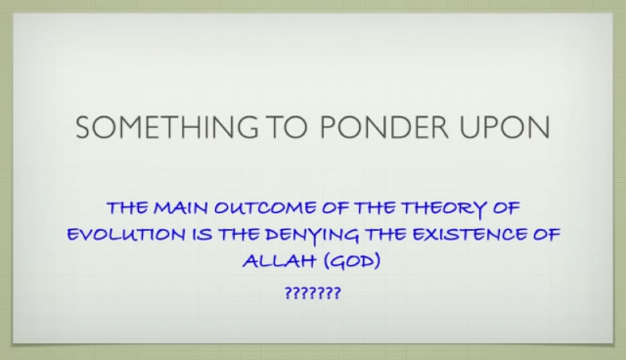 SOMETHING TO PONDER UPON
THE MAIN OUTCOME OF THE THEORY OF
EVOLUTION IS THE DENYING THE EXISTENCE OF
ALLAH (GOD)
???????